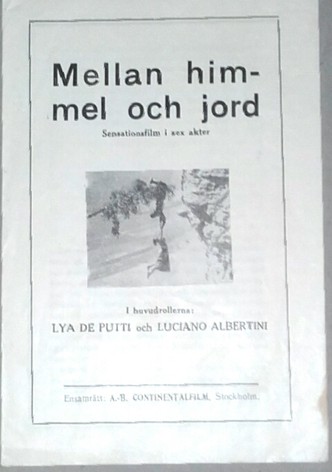 Mellan him-
mel och jord
Sensationsfilm i sex akter
I huvudrollerna:
LYA DE PUTTI och LUCIANO ALBERTINI
Ensamrätt: A.-B. CONTINENTALFILM, Stockholm.